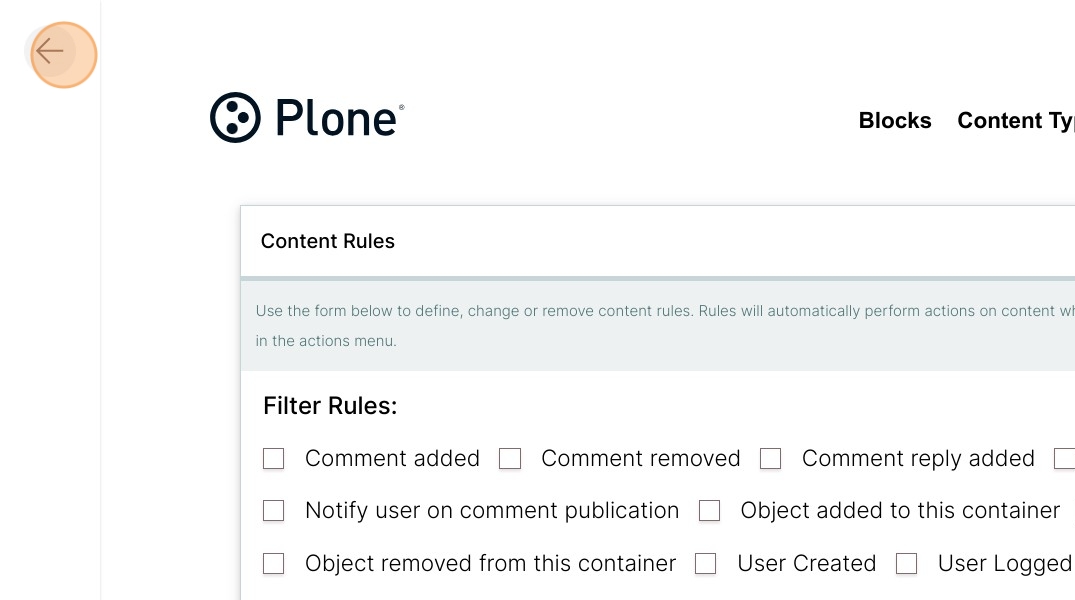 Plone®
Blocks Content Ty
Content Rules
Use the form below to define, change or remove content rules. Rules will automatically perform actions on content
in the actions menu.
Filter Rules:
Comment added Comment removed Comment reply added
Notify user on comment publication Object added to this container
Object removed from this container User Created User Logged